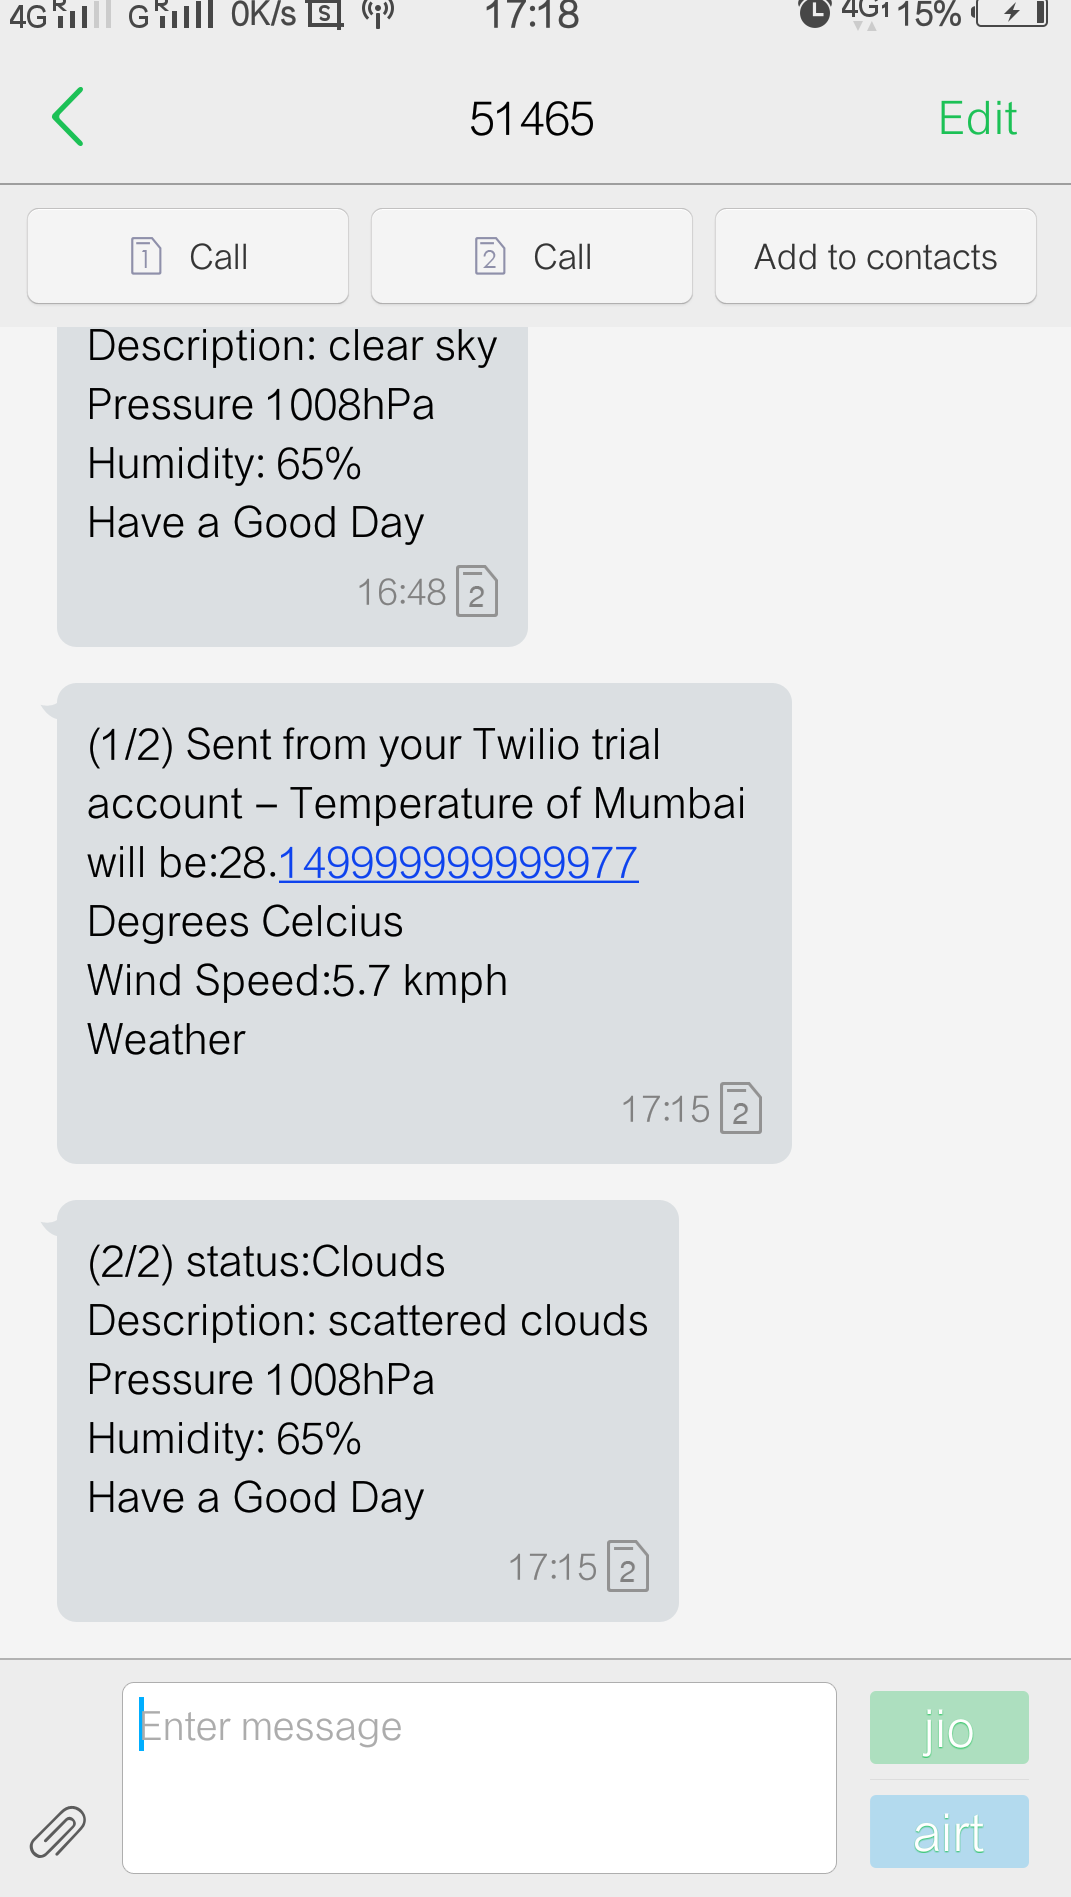 4G R G R 0K/s S 17:18 4G1 15%
51465 Edit
1 Call 2 Call Add to contacts
Description: clear sky
Pressure 1008hPa
Humidity: 65%
Have a Good Day
16:48 2
(1/2) Sent from your Twilio trial
account – Temperature of Mumbai
will be:28.149999999999977
Degrees Celcius
Wind Speed:5.7 kmph
Weather
17:15 2
(2/2) status:Clouds
Description: scattered clouds
Pressure 1008hPa
Humidity: 65%
Have a Good Day
17:15 2
Enter message
jio
airt